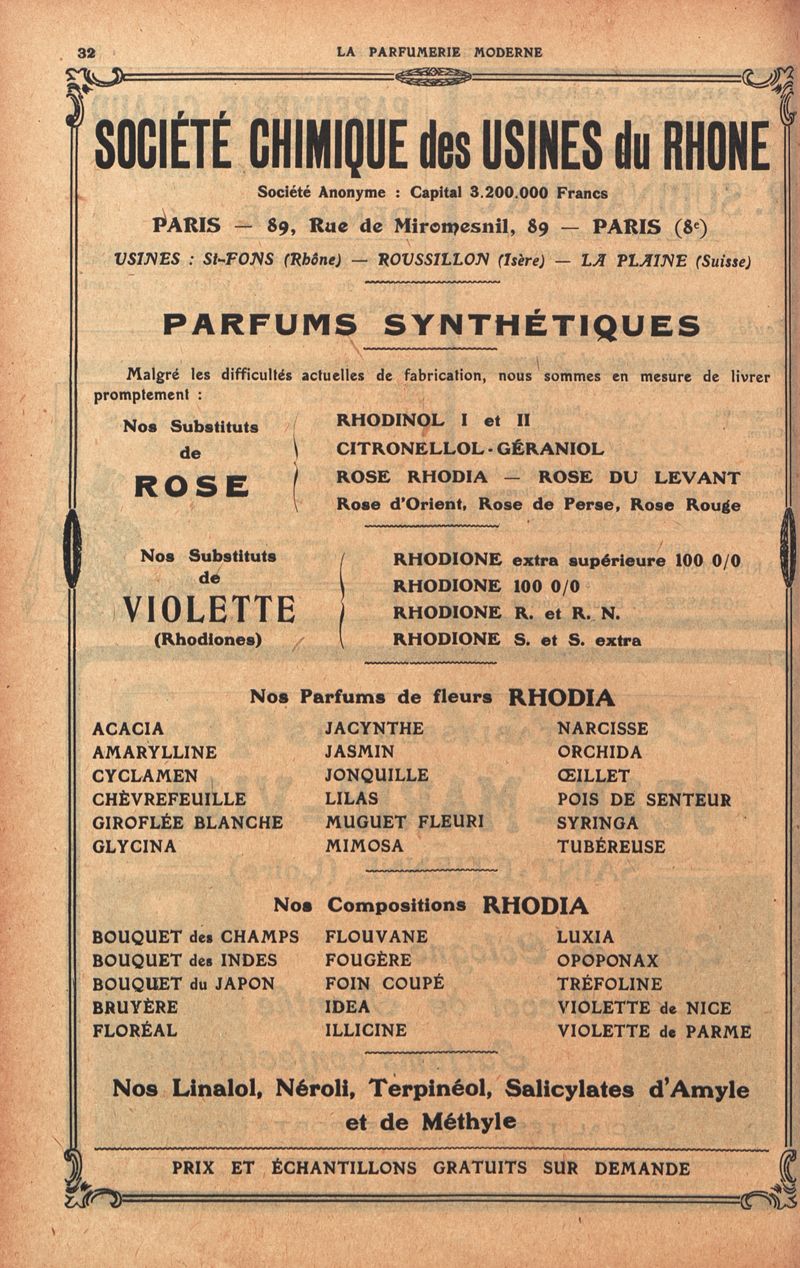 32
LA PARFUMERIE MODERNE
SOCIÉTÉ CHIMIQUE des USINES du RHONE
Société Anonyme : Capital 3.200.000 Francs
PARIS — 89, Rue de Miromesnil, 89 — PARIS (8e)
USINES : St-FONS (Rhône) — ROUSSILLON (Isère) — LA PLAINE (Suisse)
PARFUMS SYNTHÉTIQUES
Malgré les difficultés actuelles de fabrication, nous sommes en mesure de livrer
promptement :
Nos Substituts
de
ROSE
RHODINOL I et II
CITRONELLOL - GÉRANIOL
ROSE RHODIA — ROSE DU LEVANT
Rose d'Orient, Rose de Perse, Rose Rouge
Nos Substituts
de
VIOLETTE
(Rhodiones)
RHODIONE extra supérieure 100 0/0
RHODIONE 100 0/0
RHODIONE R. et R. N.
RHODIONE S. et S. extra
Nos Parfums de fleurs RHODIA
ACACIA
AMARYLLINE
CYCLAMEN
CHÈVREFEUILLE
GIROFLÉE BLANCHE
GLYCINA
JACYNTHE
JASMIN
JONQUILLE
LILAS
MUGUET FLEURI
MIMOSA
NARCISSE
ORCHIDA
ŒILLET
POIS DE SENTEUR
SYRINGA
TUBÉREUSE
Nos Compositions RHODIA
BOUQUET des CHAMPS
BOUQUET des INDES
BOUQUET du JAPON
BRUYÈRE
FLORÉAL
FLOUVANE
FOUGÈRE
FOIN COUPÉ
IDEA
ILLICINE
LUXIA
OPOPONAX
TRÉFOLINE
VIOLETTE de NICE
VIOLETTE de PARME
Nos Linalol, Néroli, Terpinéol, Salicylates d'Amyle
et de Méthyle
PRIX ET ÉCHANTILLONS GRATUITS SUR DEMANDE